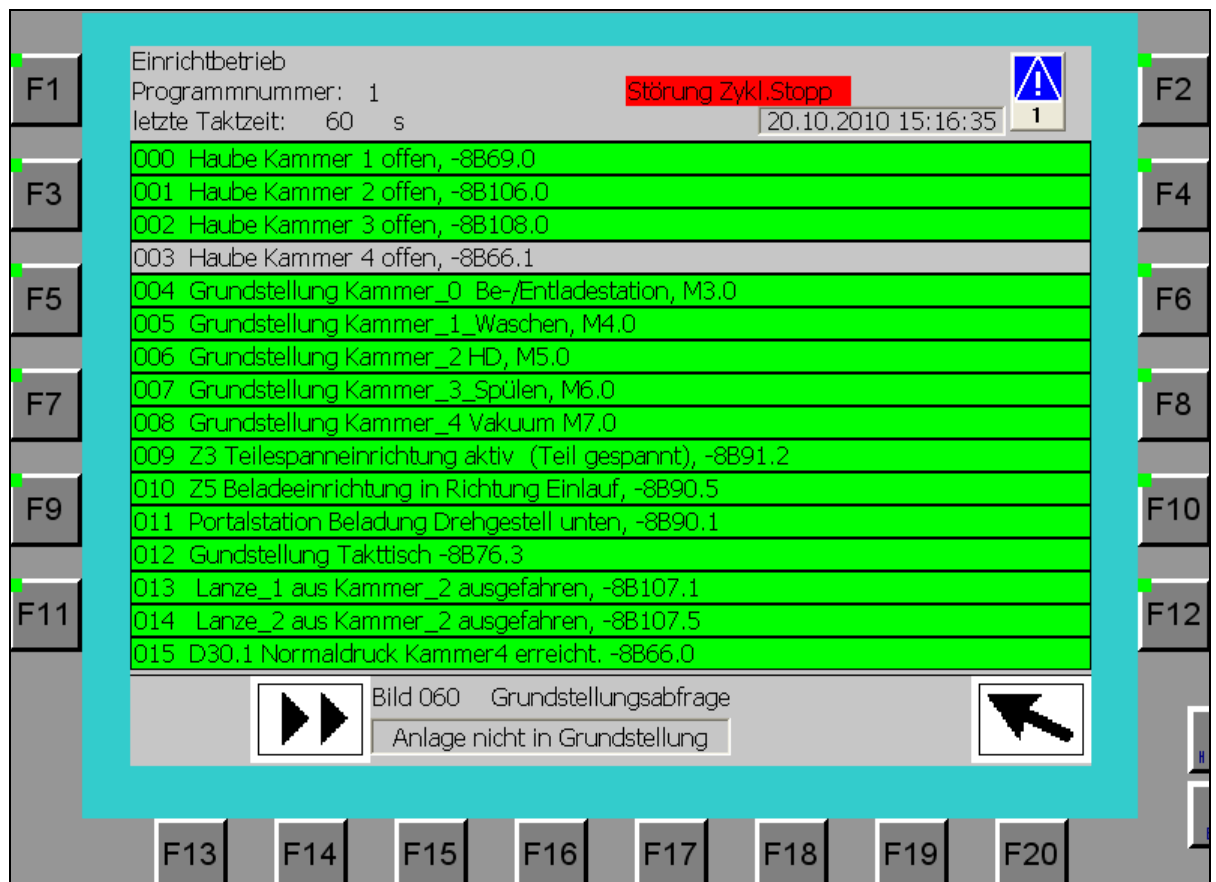 Einrichtbetrieb
Programmnummer: 1
Störung Zykl.Stopp
letzte Taktzeit: 60 s
20.10.2010 15:16:35
1
000 Haube Kammer 1 offen, -8B69.0
001 Haube Kammer 2 offen, -8B106.0
002 Haube Kammer 3 offen, -8B108.0
003 Haube Kammer 4 offen, -8B66.1
004 Grundstellung Kammer_0 Be-/Entladestation, M3.0
005 Grundstellung Kammer_1_Waschen, M4.0
006 Grundstellung Kammer_2 HD, M5.0
007 Grundstellung Kammer_3_Spülen, M6.0
008 Grundstellung Kammer_4 Vakuum M7.0
009 Z3 Teilespanneinrichtung aktiv (Teil gespannt), -8B91.2
010 Z5 Beladeeinrichtung in Richtung Einlauf, -8B90.5
011 Portalstation Beladung Drehgestell unten, -8B90.1
012 Gundstellung Takttisch -8B76.3
013 Lanze_1 aus Kammer_2 ausgefahren, -8B107.1
014 Lanze_2 aus Kammer_2 ausgefahren, -8B107.5
015 D30.1 Normaldruck Kammer4 erreicht. -8B66.0
Bild 060 Grundstellungsabfrage
Anlage nicht in Grundstellung
F1
F2
F3
F4
F5
F6
F7
F8
F9
F10
F11
F12
H
F13 F14 F15 F16 F17 F18 F19 F20